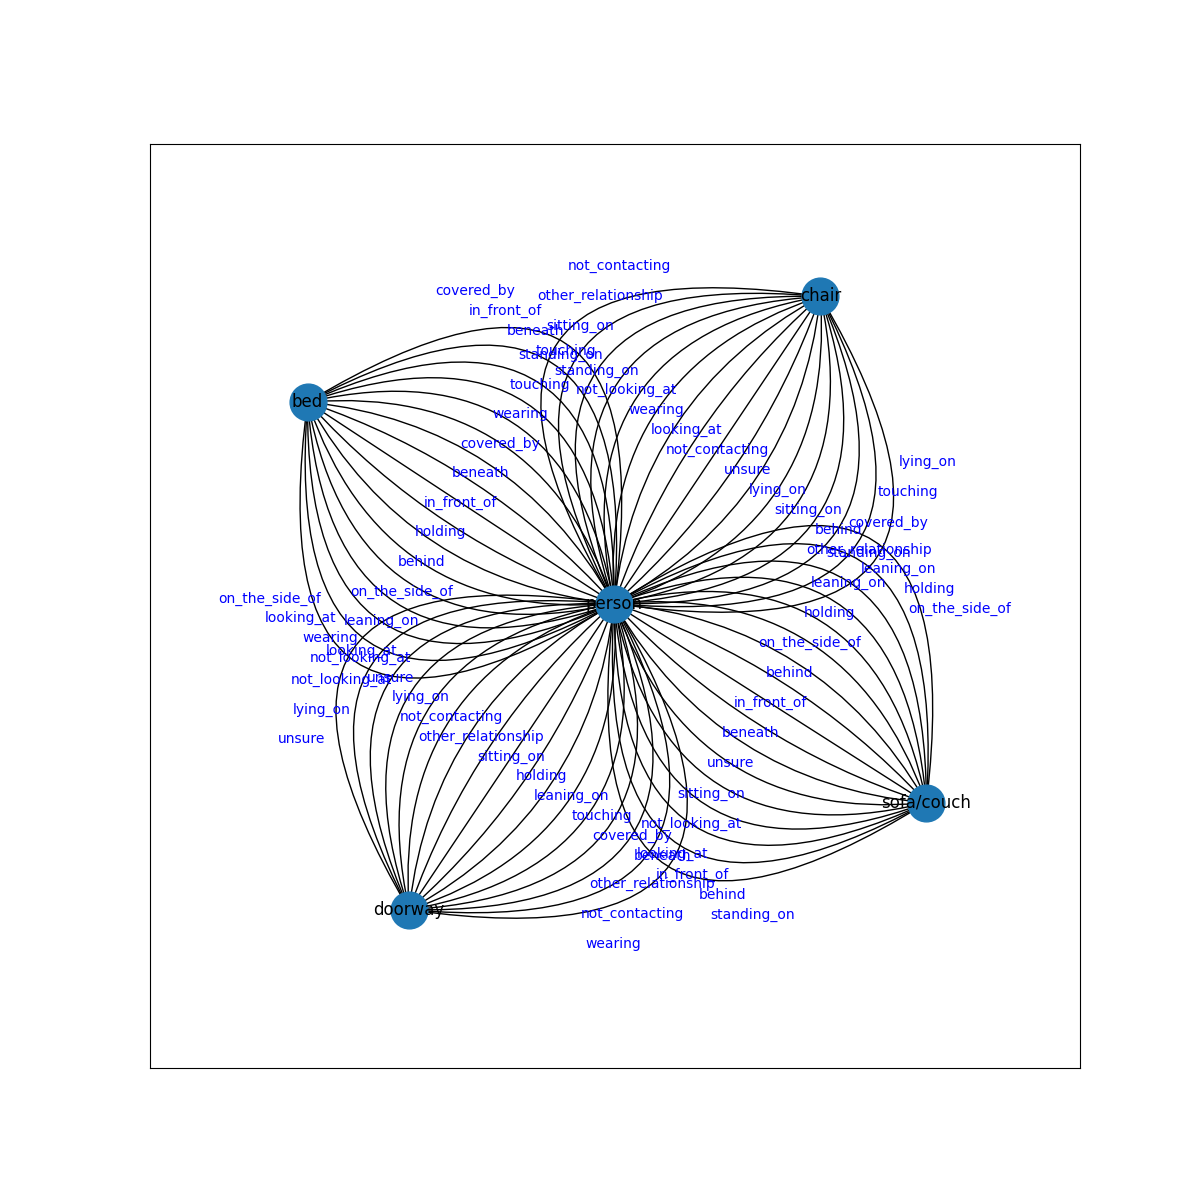 not_contacting
covered_by
other_relationship
chair
in_front_of
sitting_on
beneath
touching
standing_on
standing_on
touching
not_looking_at
bed
wearing
wearing
looking_at
covered_by
not_contacting
lying_on
beneath
unsure
lying_on
touching
in_front_of
sitting_on
covered_by
holding
behind
other_relationship
standing_on
behind
leaning_on
leaning_on
holding
on_the_side_of
on_the_side_of
person
on_the_side_of
holding
looking_at
leaning_on
wearing
on_the_side_of
looking_at
not_looking_at
behind
not_looking_at
unsure
lying_on
in_front_of
lying_on
not_contacting
beneath
unsure
other_relationship
sitting_on
unsure
holding
sitting_on
leaning_on
sofa/couch
touching
not_looking_at
covered_by
looking_at
beneath
in_front_of
other_relationship
behind
doorway
not_contacting
standing_on
wearing